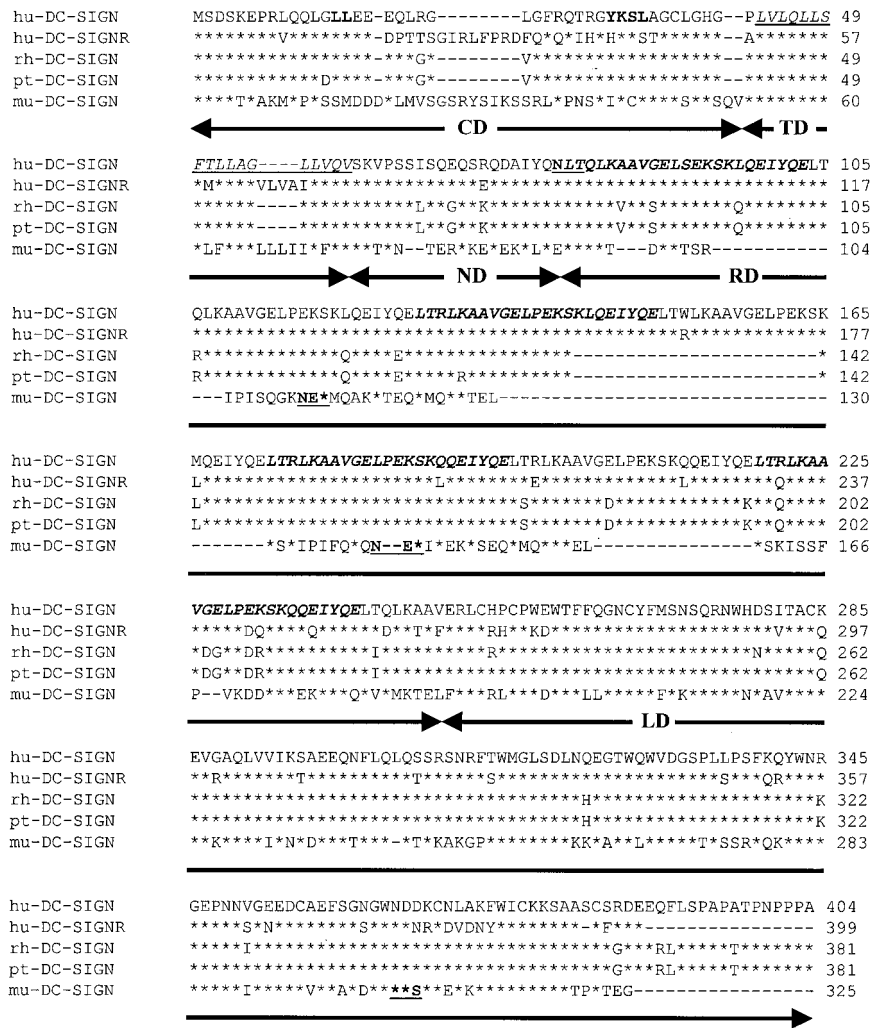 hu-DC-SIGN MSDSKEPRLQQLGLLEEE-EQLRG--------LGFRQTRGYKSLAGCLGHG--PLVLQLLS 49
hu-DC-SIGNR ********V********-DPTTSGIRLFPRDFQ*Q*IH*H**ST*****--A******** 57
rh-DC-SIGN *****************-***G*--------V****************--********* 49
pt-DC-SIGN ************D****-******--------V****************--********* 49
mu-DC-SIGN ****T*AKM*P*SSMDDD*LMVSGSRYSIKSSRL*PNS*I*C****S**SQV******** 60
CD TD
hu-DC-SIGN FTLLAG----LLVQVSKVPSSISQEQSRQDAIYQNLTQLKAAVGELSEKSKLQEIYQELT 105
hu-DC-SIGNR *M****VLVAI****************E******************************** 117
rh-DC-SIGN ******----***********L**G**K************V**S*******Q******** 105
pt-DC-SIGN ******----***********L**G**K************V**S*******Q******** 105
mu-DC-SIGN *LF***LLLII*F****T*N--TER*KE*EK*L*E****T---D**TSR----------- 104
ND RD
hu-DC-SIGN QLKAAVGELPEKSKLQEIYQELTRLKAAVGELPEKSKLQEIYQELTWLKAAVGELPEKSK 165
hu-DC-SIGNR **********************************************R************* 177
rh-DC-SIGN R*************Q****E****************-----------------------* 142
pt-DC-SIGN R*************Q****E*****R**********-----------------------* 142
mu-DC-SIGN ---IPISQGKNE*MQAK*TEQ*MQ**TEL------------------------------- 130
hu-DC-SIGN MQEIYQELTRLKAAVGELPEKSKQQEIYQELTRLKAAVGELPEKSKQQEIYQELTRLKAA 225
hu-DC-SIGNR L**********************L********E*************L********Q**** 237
rh-DC-SIGN L******************************S*******D************K**Q**** 202
pt-DC-SIGN L******************************S*******D************K**Q**** 202
mu-DC-SIGN -------*S*IPIFQ*QN--E*I*EK*SEQ*MQ**EL---------------*SKISSF 166
hu-DC-SIGN VGELPEKSKQQEIYQELTQLKAAVERLCHPCPWEWTFFQGNCYFMSNSQRNWHDSITACK 285
hu-DC-SIGNR *****DQ****Q******D**T*F****RH**KD********************V****Q 297
rh-DC-SIGN *DG**DR**********I**********R************************N*****Q 262
pt-DC-SIGN *DG**DR**********I*****************************************Q 262
mu-DC-SIGN P--VKDD***EK***Q*V*MKTELF***RL***D***LL****F*K*****N*AV***** 224
LD
hu-DC-SIGN EVGAQLVVIKSAEEQNFLQLQSSRSNRFTWMGLSDLNQEGTWQWVDGSPLLPSFKQYWNR 345
hu-DC-SIGNR **R*******T**********T******S*********************S***QR**** 357
rh-DC-SIGN *************************************H*********************K 322
pt-DC-SIGN *************************************H*********************K 322
mu-DC-SIGN **K****I*N*D***T****-*T*KAKGP*********KK*A**L*****T*SSR*QK** 283
hu-DC-SIGN GEPNNVGEEDCAEFSGNGWNDDKCNLAKFWICKKSAASCSRDEEQFLSPAPATPNPPPA 404
hu-DC-SIGNR *****S*N********S****NR*DVDNY*********-*F***--------------- 399
rh-DC-SIGN *****I**********************************G***RL****T******** 381
pt-DC-SIGN ****************************************G***RL****T******** 381
mu-DC-SIGN *****I*****V**A*D*****S**E*K*********TP*TEG---------------- 325